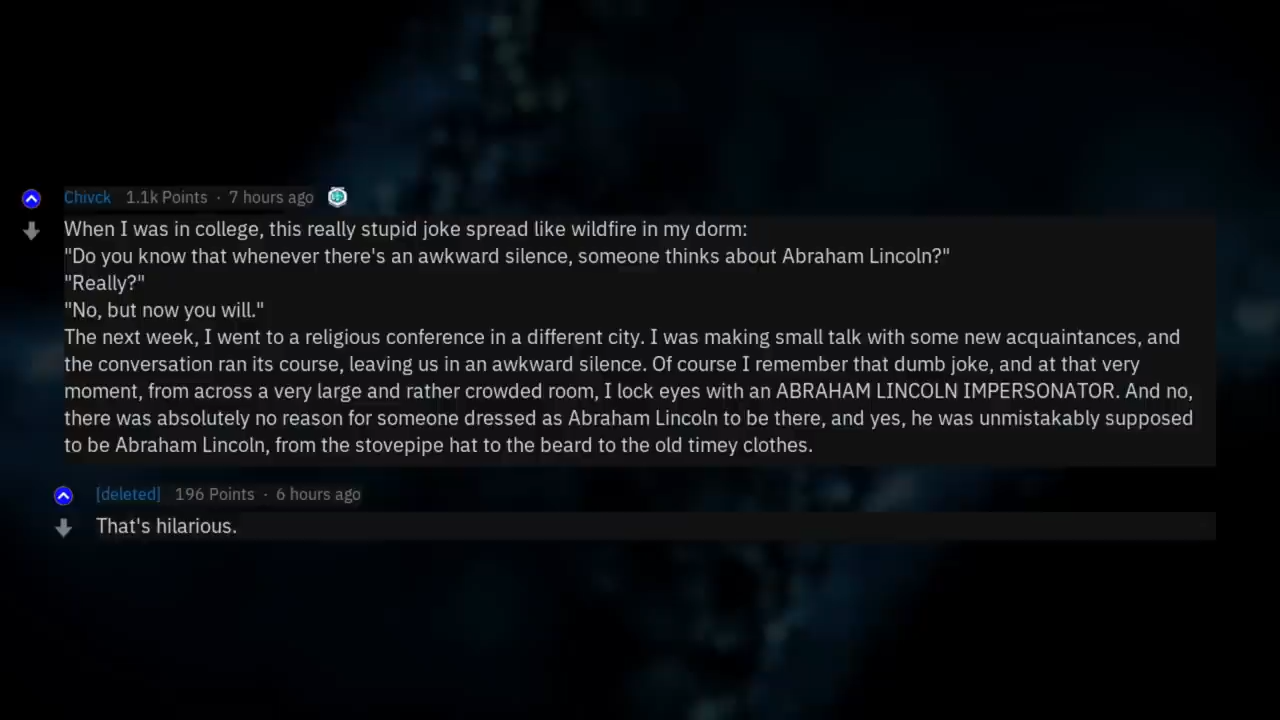 Chivck 1.1k Points · 7 hours ago
When I was in college, this really stupid joke spread like wildfire in my dorm:
"Do you know that whenever there's an awkward silence, someone thinks about Abraham Lincoln?"
"Really?"
"No, but now you will."
The next week, I went to a religious conference in a different city. I was making small talk with some new acquaintances, and
the conversation ran its course, leaving us in an awkward silence. Of course I remember that dumb joke, and at that very
moment, from across a very large and rather crowded room, I lock eyes with an ABRAHAM LINCOLN IMPERSONATOR. And no,
there was absolutely no reason for someone dressed as Abraham Lincoln to be there, and yes, he was unmistakably supposed
to be Abraham Lincoln, from the stovepipe hat to the beard to the old timey clothes.
[deleted] 196 Points · 6 hours ago
That's hilarious.